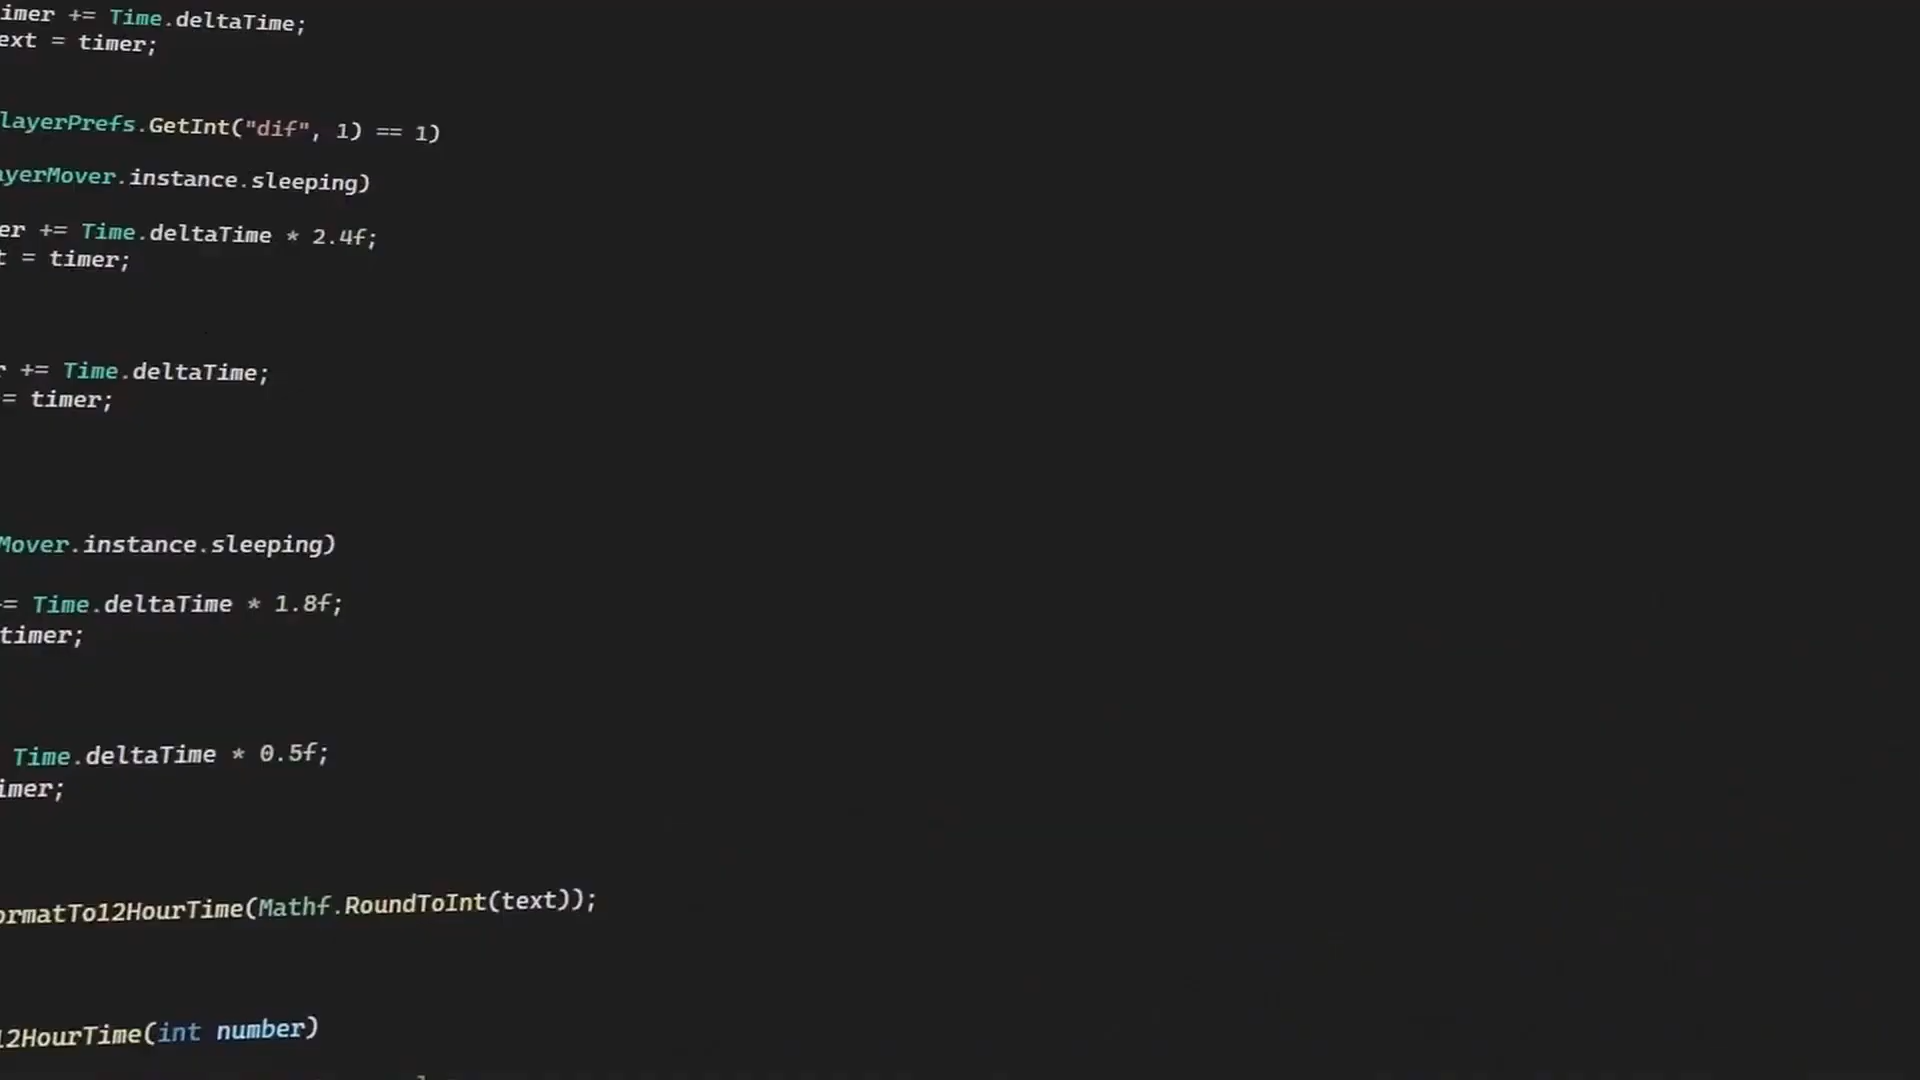 imer += Time.deltaTime;
ext = timer;
layerPrefs.GetInt("dif", 1) == 1)
ayerMover.instance.sleeping)
er += Time.deltaTime * 2.4f;
t = timer;
r += Time.deltaTime;
= timer;
Mover.instance.sleeping)
= Time.deltaTime * 1.8f;
timer;
Time.deltaTime * 0.5f;
imer;
ormatTo12HourTime(Mathf.RoundToInt(text));
12HourTime(int number)